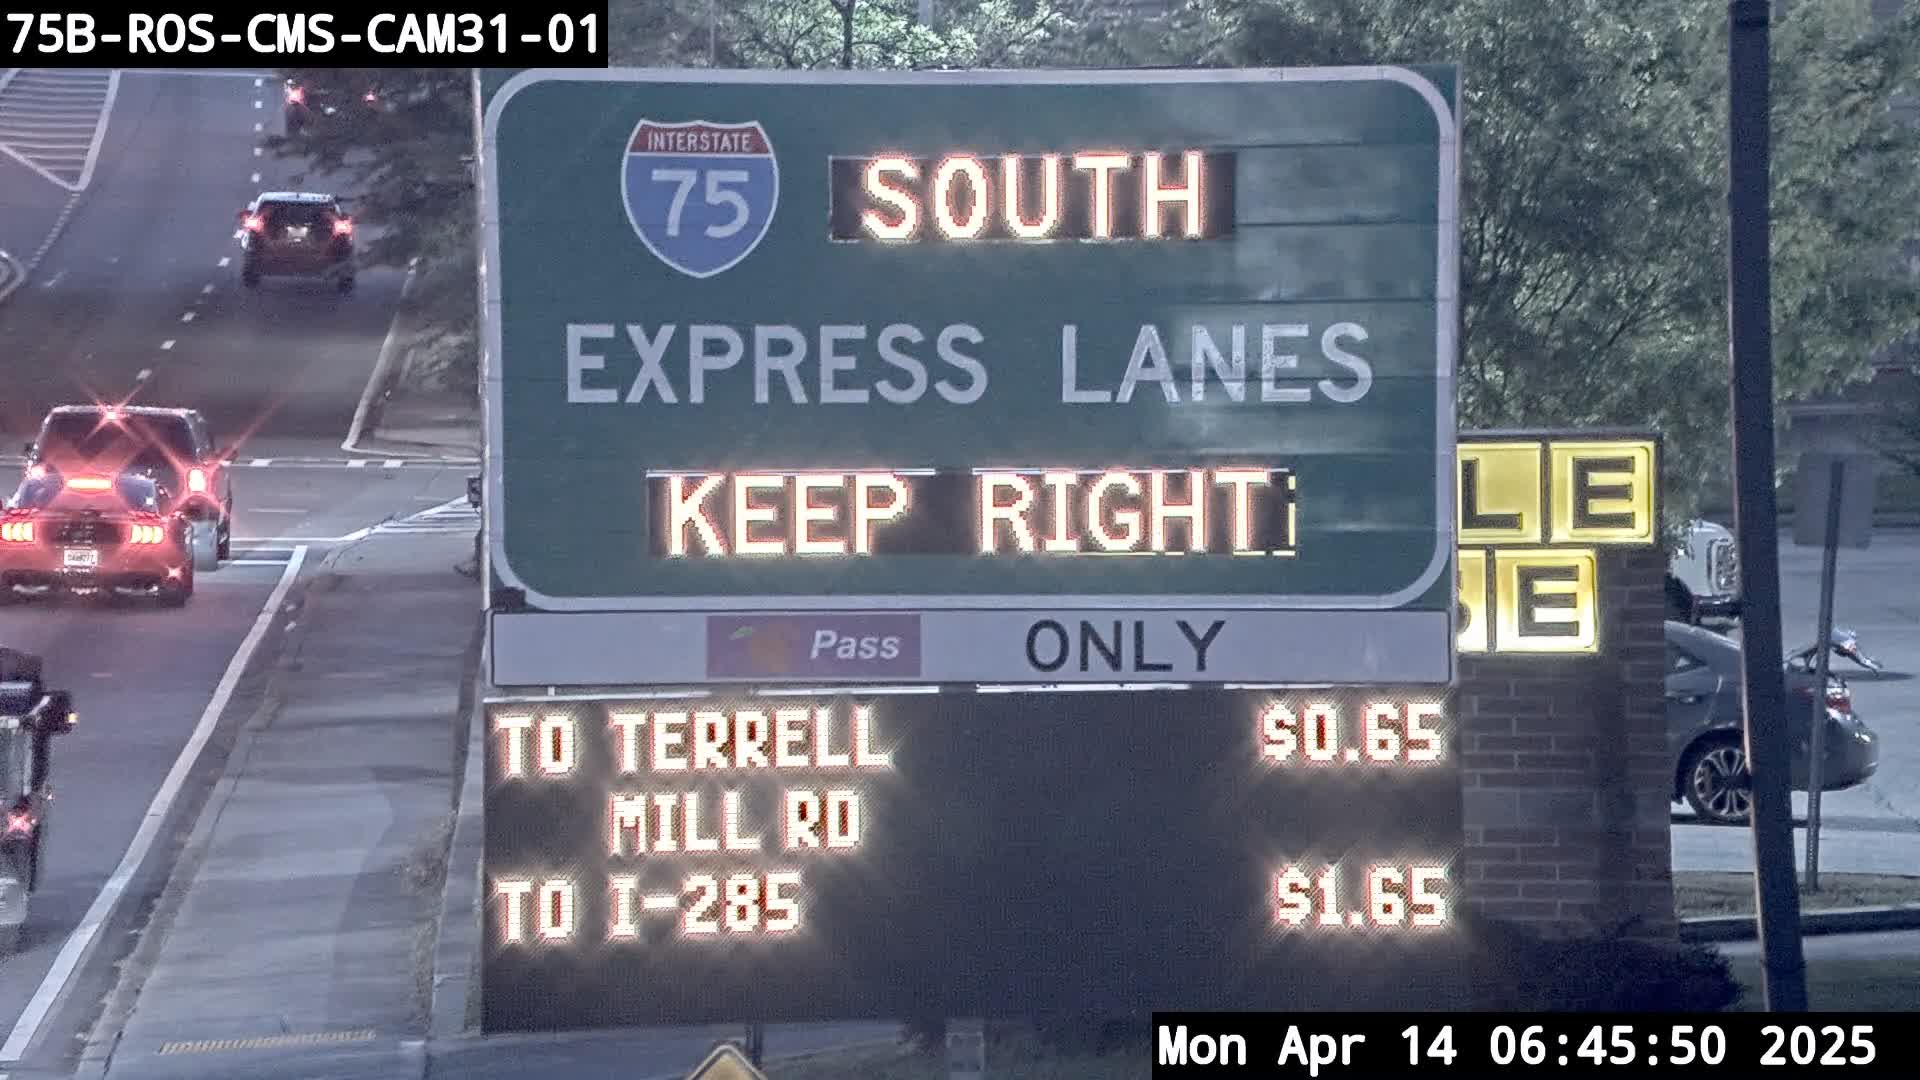 75B-ROS-CMS-CAM31-01
INTERSTATE
75
SOUTH
EXPRESS LANES
KEEP RIGHT
Pass ONLY
LE
E
TO TERRELL $0.65
MILL RD
TO I-285 $1.65
Mon Apr 14 06:45:50 2025